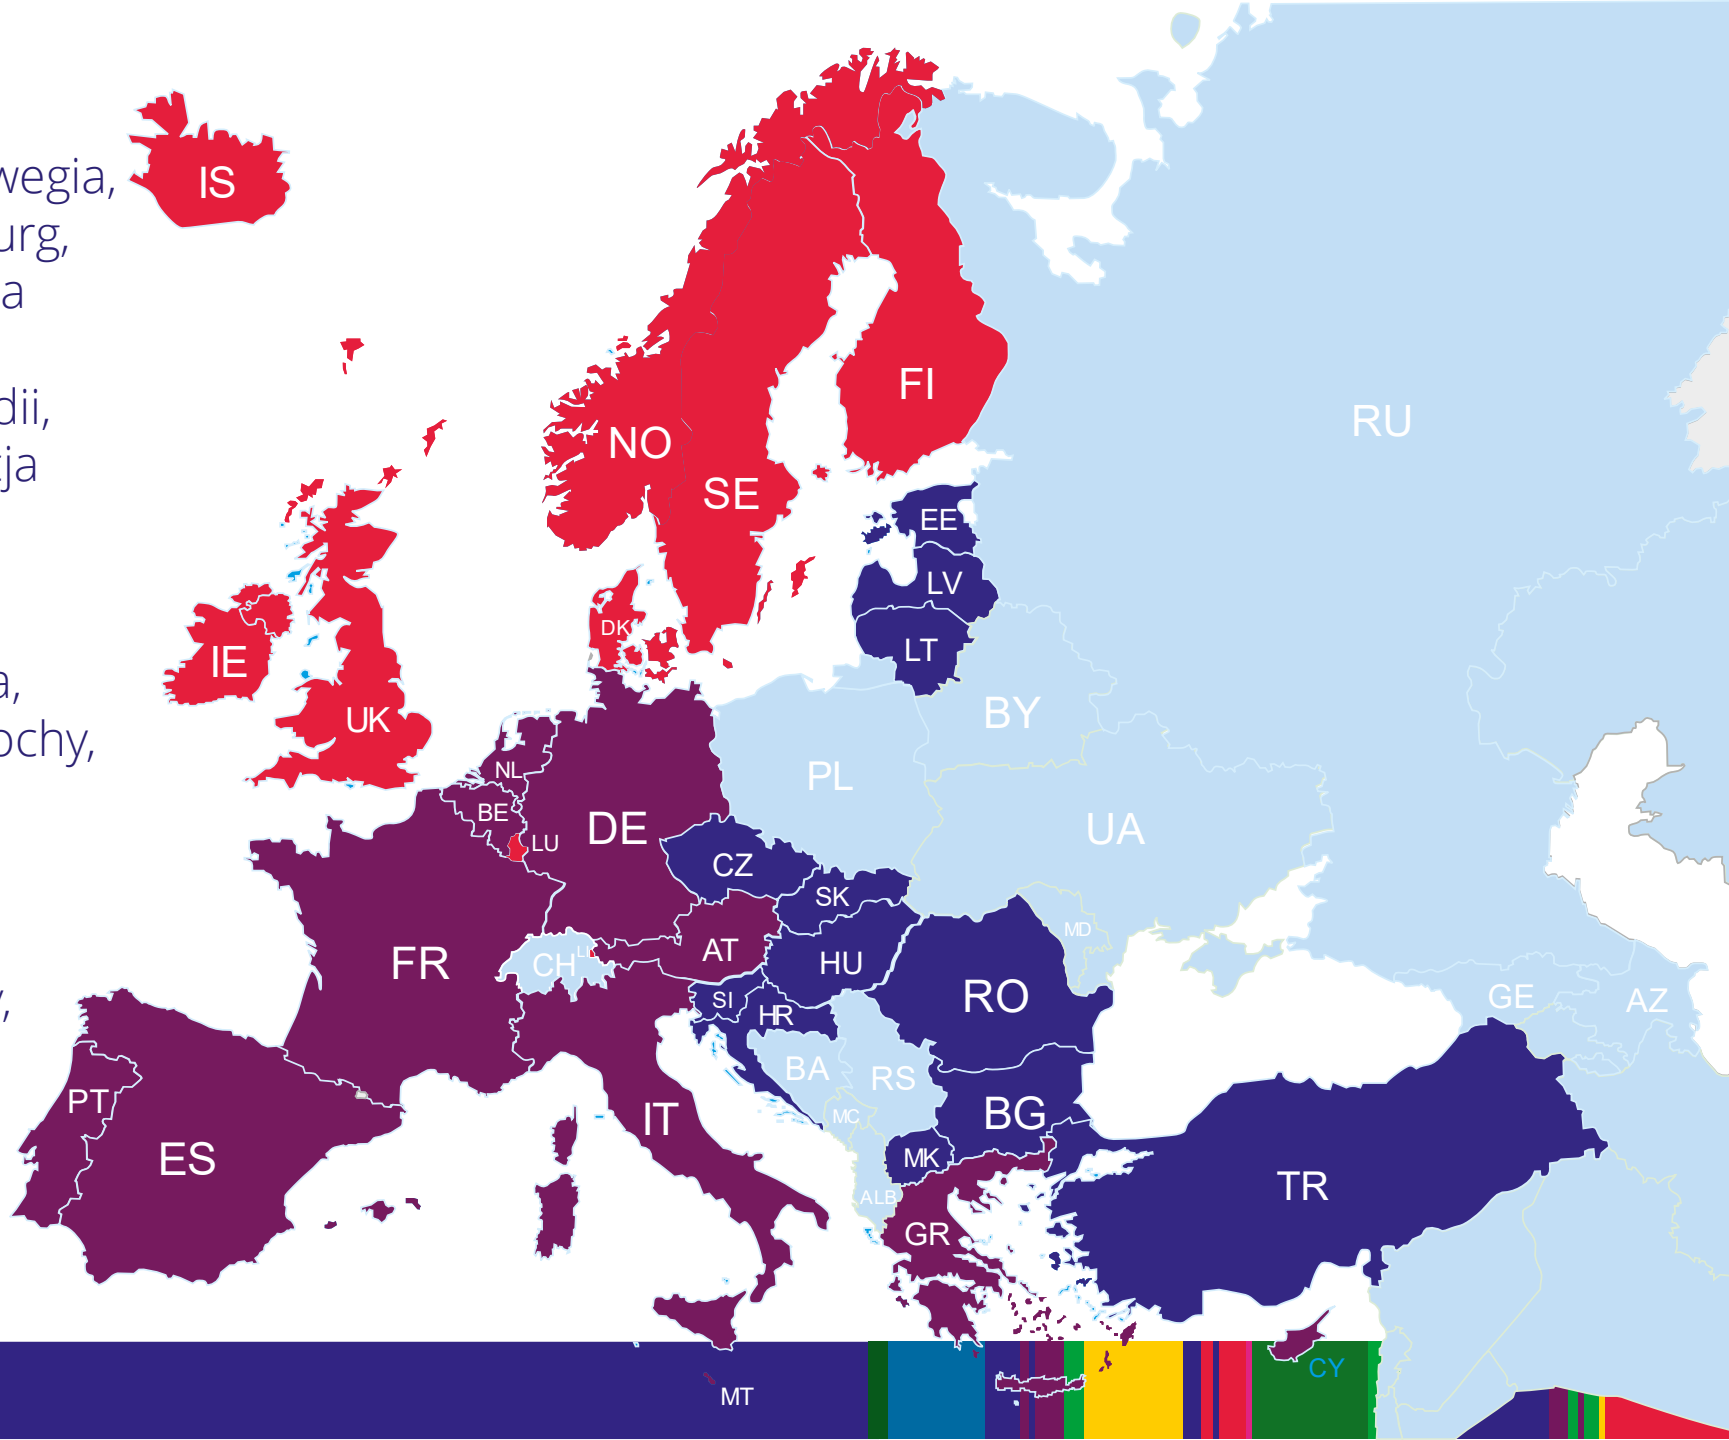 wegia,
urg,
a
dii,
cja
a,
ochy,
,
IS
NO
SE
FI
RU
EE
LV
LT
DK
IE
UK
BY
PL
NL
BE
LU
DE
UA
CZ
SK
FR
CH
LI
AT
HU
MD
RO
SI
HR
GE
AZ
BA
RS
PT
ES
IT
MC
BG
MK
ALB
GR
TR
MT
CY